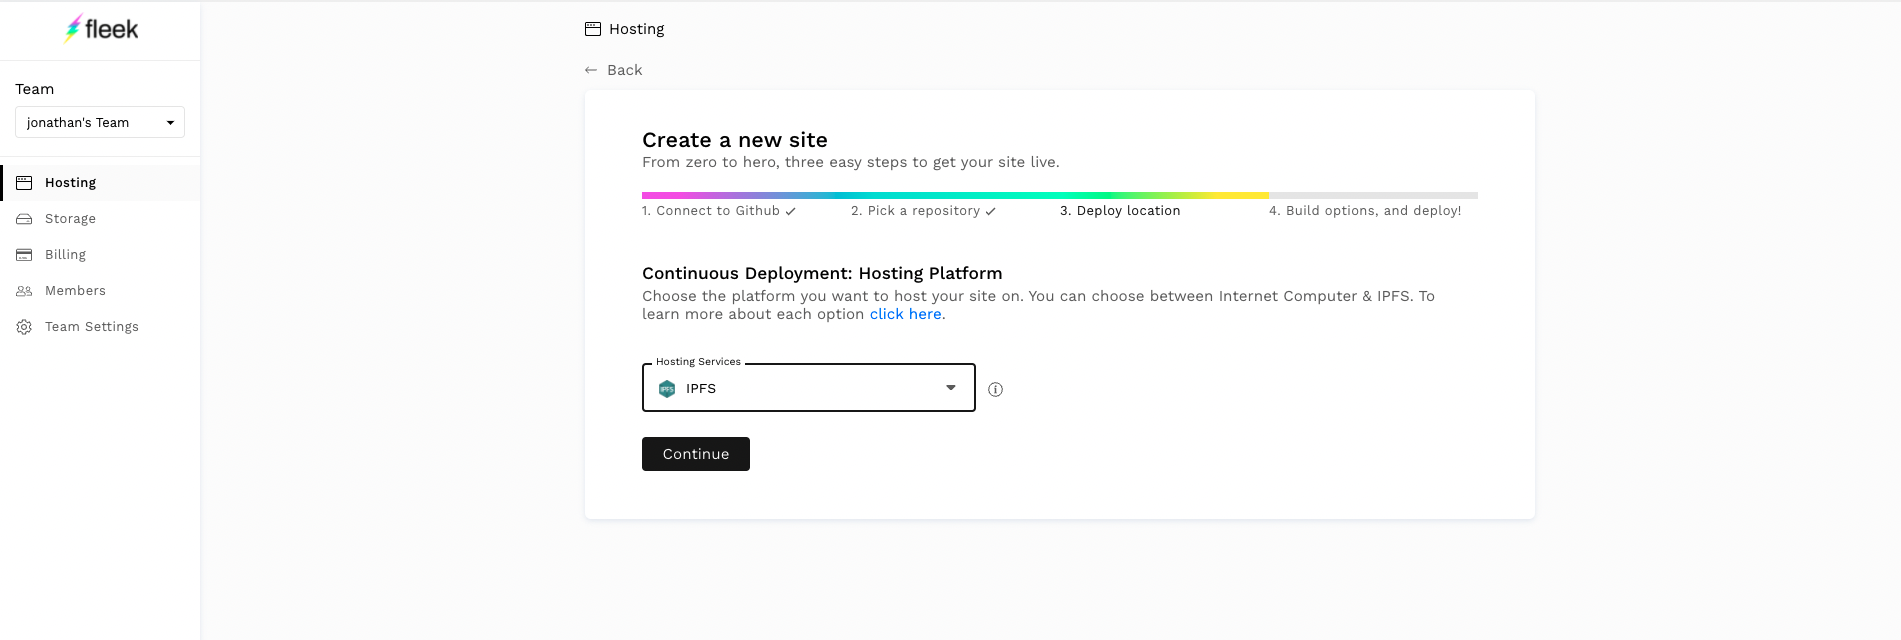 fleek
Team
jonathan's Team
Hosting
Storage
Billing
Members
Team Settings
Hosting
← Back
Create a new site
From zero to hero, three easy steps to get your site live.
1. Connect to Github ✓
2. Pick a repository ✓
3. Deploy location
4. Build options, and deploy!
Continuous Deployment: Hosting Platform
Choose the platform you want to host your site on. You can choose between Internet Computer & IPFS. To
learn more about each option click here.
Hosting Services
IPFS
IPFS
Continue